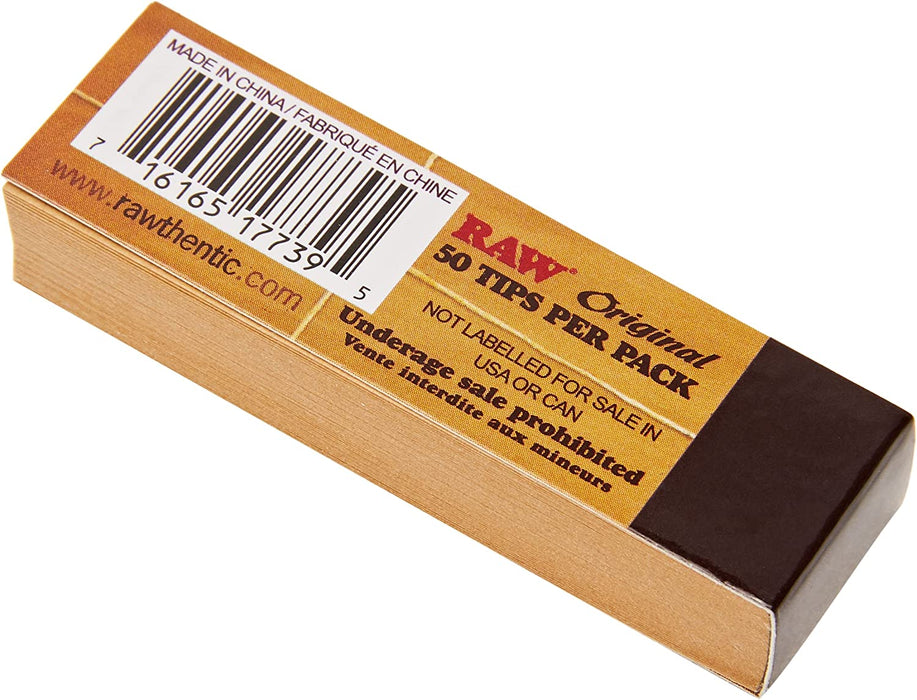 MADE IN CHINA / FABRIQUÉ EN CHINE
7 16165 17739 5
www.rawthentic.com
RAW® Original
50 TIPS PER PACK
NOT LABELLED FOR SALE IN
USA OR CAN
Underage sale prohibited
Vente interdite aux mineurs